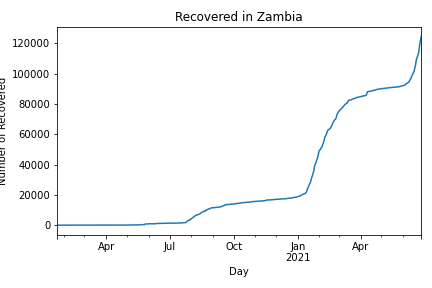 Recovered in Zambia
Number of Recovered
120000
100000
80000
60000
40000
20000
0
Apr Jul Oct Jan Apr
2021
Day